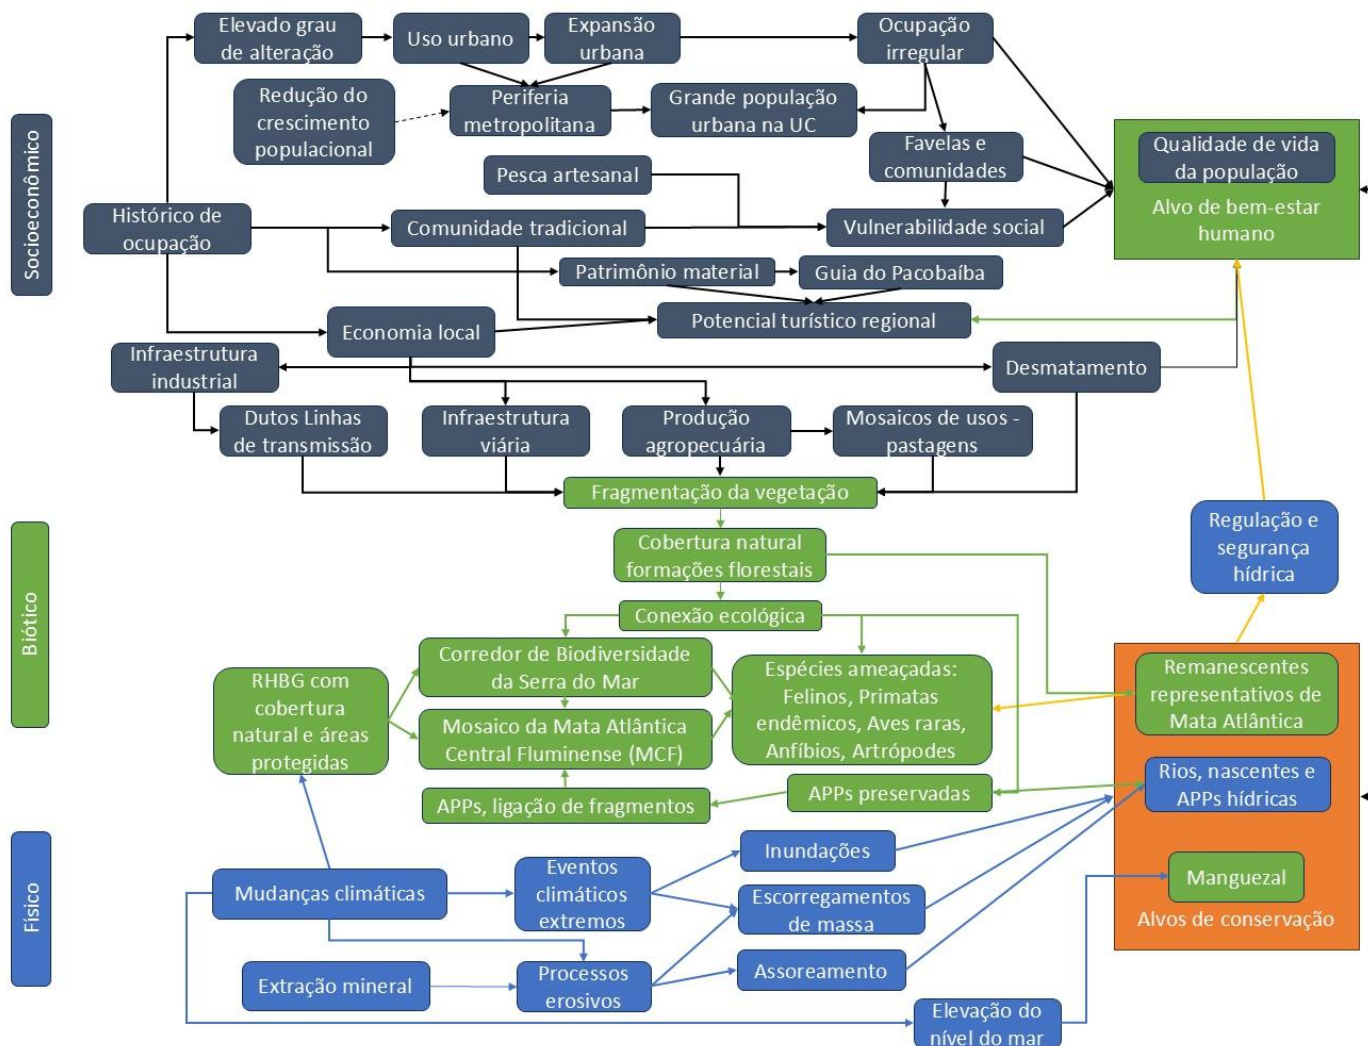 Socioeconômico
Elevado grau
de alteração
Uso urbano
Expansão
urbana
Ocupação
irregular
Redução do
crescimento
populacional
Periferia
metropolitana
Grande população
urbana na UC
Favelas e
comunidades
Qualidade de vida
da população
Alvo de bem-estar
humano
Pesca artesanal
Histórico de
ocupação
Comunidade tradicional
Vulnerabilidade social
Patrimônio material
Guia do Pacobaíba
Economia local
Potencial turístico regional
Infraestrutura
industrial
Desmatamento
Dutos Linhas
de transmissão
Infraestrutura
viária
Produção
agropecuária
Mosaicos de usos -
pastagens
Fragmentação da vegetação
Regulação e
segurança
hídrica
Biótico
Cobertura natural
formações florestais
Conexão ecológica
RHBG com
cobertura
natural e áreas
protegidas
Corredor de Biodiversidade
da Serra do Mar
Mosaico da Mata Atlântica
Central Fluminense (MCF)
Espécies ameaçadas:
Felinos, Primatas
endêmicos, Aves raras,
Anfíbios, Artrópodes
Remanescentes
representativos de
Mata Atlântica
APPs, ligação de fragmentos
APPs preservadas
Rios, nascentes e
APPs hídricas
Físico
Mudanças climáticas
Eventos
climáticos
extremos
Inundações
Escorregamentos
de massa
Manguezal
Alvos de conservação
Extração mineral
Processos
erosivos
Assoreamento
Elevação do
nível do mar